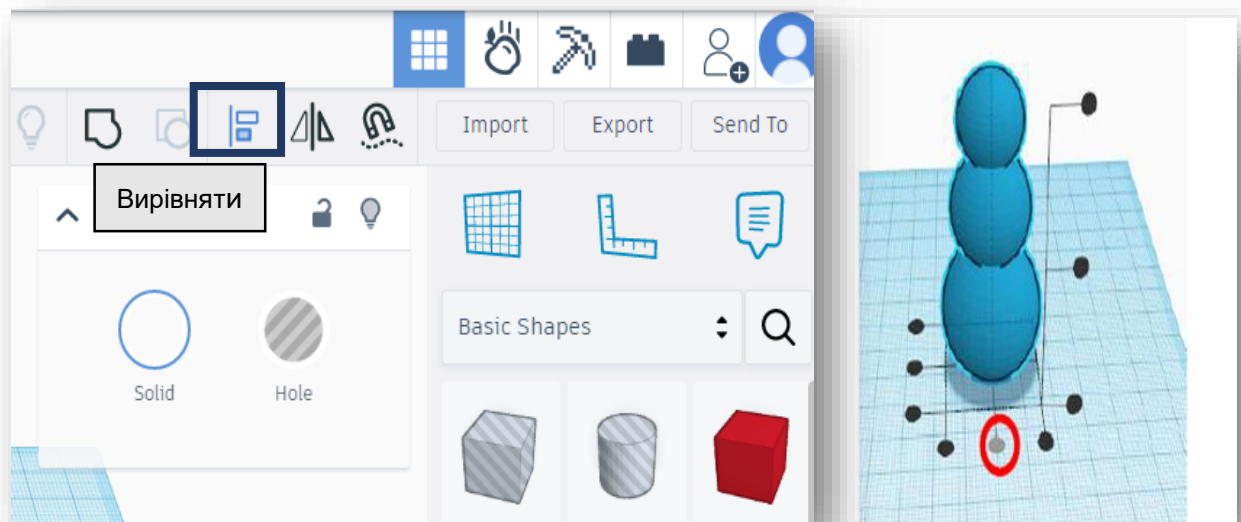 Import Export Send To
Вирівняти
Solid Hole
Basic Shapes